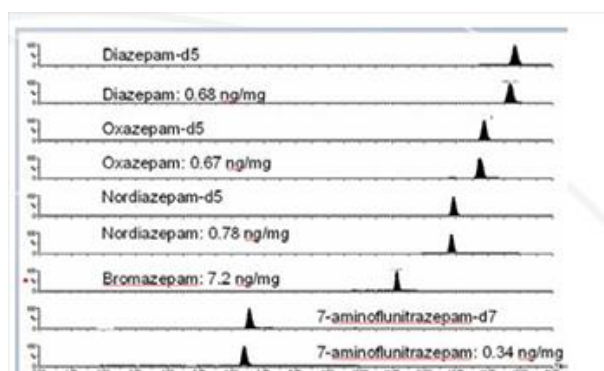 Diazepam-d5
Diazepam: 0.68 ng/mg
Oxazepam-d5
Oxazepam: 0.67 ng/mg
Nordiazepam-d5
Nordiazepam: 0.78 ng/mg
Bromazepam: 7.2 ng/mg
7-aminoflunitrazepam-d7
7-aminoflunitrazepam: 0.34 ng/mg